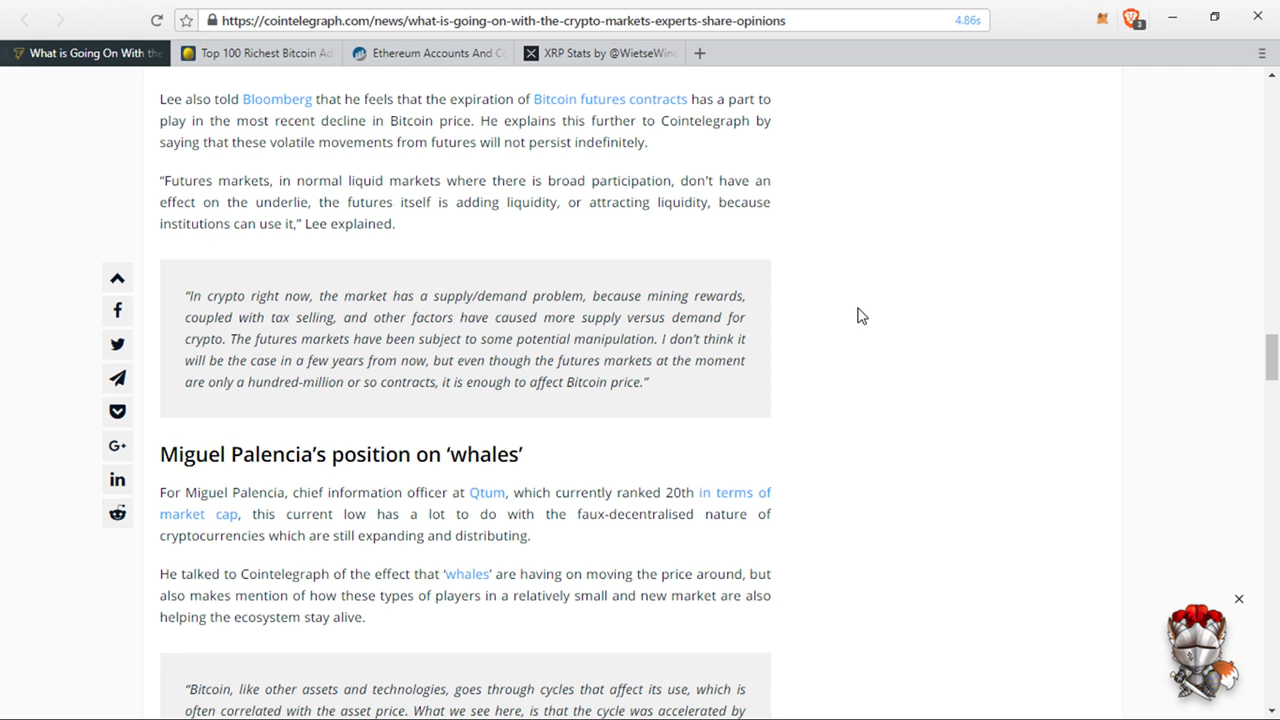 https://cointelegraph.com/news/what-is-going-on-with-the-crypto-markets-experts-share-opinions
4.86s
3
What is Going On With the
Top 100 Richest Bitcoin Ad
Ethereum Accounts And Co
XRP Stats by @WietseWind
Lee also told Bloomberg that he feels that the expiration of Bitcoin futures contracts has a part to
play in the most recent decline in Bitcoin price. He explains this further to Cointelegraph by
saying that these volatile movements from futures will not persist indefinitely.
“Futures markets, in normal liquid markets where there is broad participation, don't have an
effect on the underlie, the futures itself is adding liquidity, or attracting liquidity, because
institutions can use it,” Lee explained.
“In crypto right now, the market has a supply/demand problem, because mining rewards,
coupled with tax selling, and other factors have caused more supply versus demand for
crypto. The futures markets have been subject to some potential manipulation. I don’t think it
will be the case in a few years from now, but even though the futures markets at the moment
are only a hundred-million or so contracts, it is enough to affect Bitcoin price.”
Miguel Palencia’s position on ‘whales’
For Miguel Palencia, chief information officer at Qtum, which currently ranked 20th in terms of
market cap, this current low has a lot to do with the faux-decentralised nature of
cryptocurrencies which are still expanding and distributing.
He talked to Cointelegraph of the effect that ‘whales’ are having on moving the price around, but
also makes mention of how these types of players in a relatively small and new market are also
helping the ecosystem stay alive.
“Bitcoin, like other assets and technologies, goes through cycles that affect its use, which is
often correlated with the asset price. What we see here, is that the cycle was accelerated by